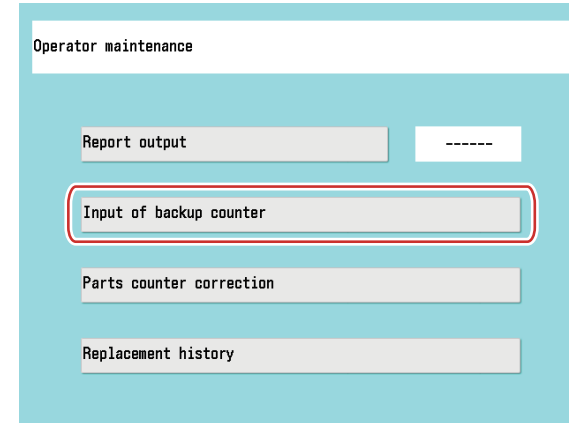 Operator maintenance
Report output
------
Input of backup counter
Parts counter correction
Replacement history